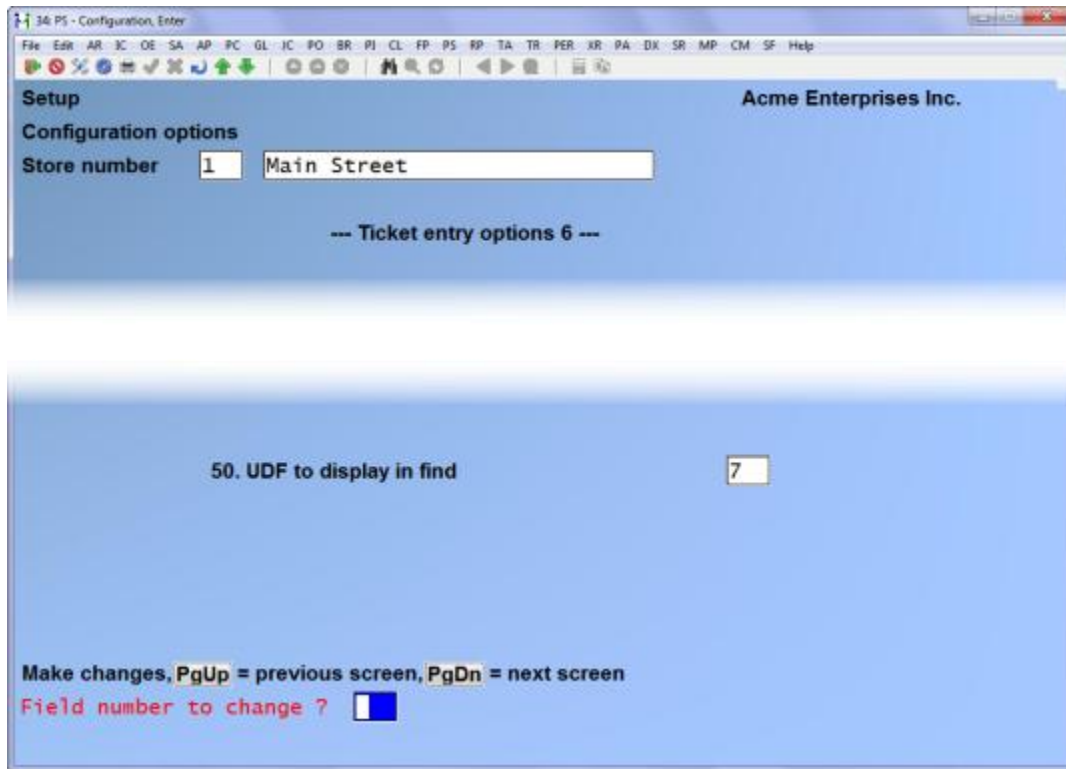 34: PS - Configuration, Enter
File Edit AR IC OE SA AP PC GL JC PO BR PI CL FP PS RP TA TR PER XR PA DX SR MP CM SF Help
Setup Acme Enterprises Inc.
Configuration options
Store number 1 Main Street
--- Ticket entry options 6 ---
50. UDF to display in find 7
Make changes, PgUp = previous screen, PgDn = next screen
Field number to change ?